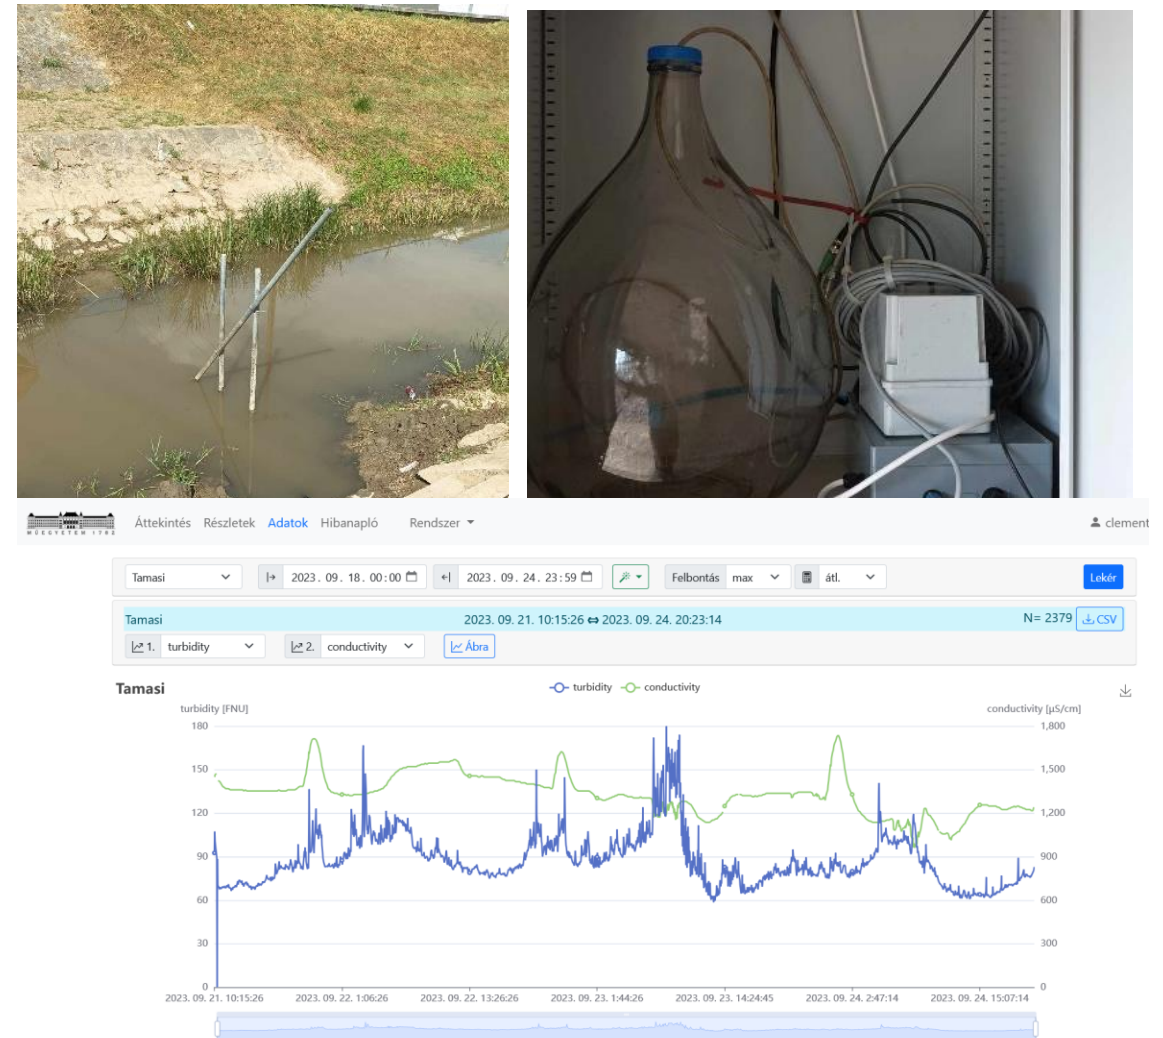 MŰEGYETEM 1782
Áttekintés Részletek Adatok Hibanapló Rendszer clement
Tamasi 2023. 09. 18. 00:00 2023. 09. 24. 23:59 Felbontás max átl. Lekér
Tamasi 2023. 09. 21. 10:15:26 ⇔ 2023. 09. 24. 20:23:14 N= 2379 CSV
1. turbidity 2. conductivity Ábra
Tamasi turbidity conductivity
turbidity [FNU] conductivity [µS/cm]
180 1,800
150 1,500
120 1,200
90 900
60 600
30 300
0 0
2023. 09. 21. 10:15:26 2023. 09. 22. 1:06:26 2023. 09. 22. 13:26:26 2023. 09. 23. 1:44:26 2023. 09. 23. 14:24:45 2023. 09. 24. 2:47:14 2023. 09. 24. 15:07:14